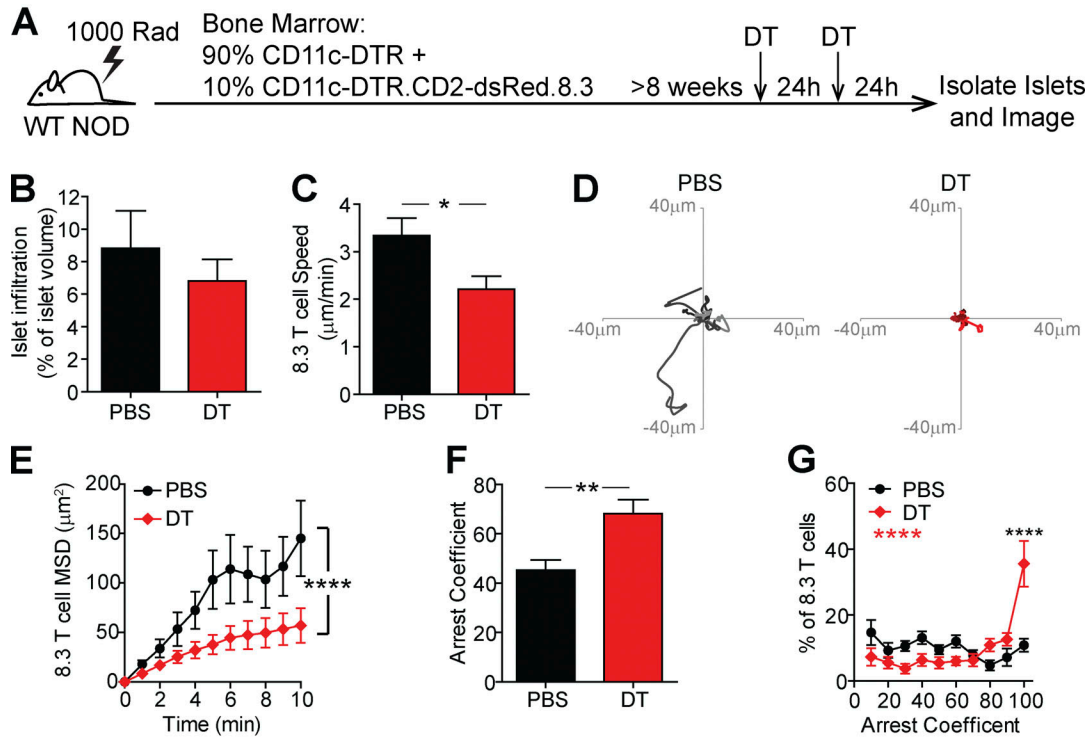 A
1000 Rad
WT NOD
Bone Marrow:
90% CD11c-DTR +
10% CD11c-DTR.CD2-dsRed.8.3
>8 weeks
DT
24h
DT
24h
Isolate Islets
and Image
B
Islet infiltration
(% of islet volume)
12
10
8
6
4
2
0
PBS
DT
C
8.3 T cell Speed
(μm/min)
4
3
2
1
0
*
PBS
DT
D
PBS
40μm
-40μm
40μm
-40μm
DT
40μm
-40μm
40μm
-40μm
E
8.3 T cell MSD (μm²)
200
150
100
50
0
PBS
DT
****
0 2 4 6 8 10
Time (min)
F
Arrest Coefficient
80
60
40
20
0
**
PBS
DT
G
% of 8.3 T cells
60
40
20
0
PBS
DT
****
****
0 20 40 60 80 100
Arrest Coefficent